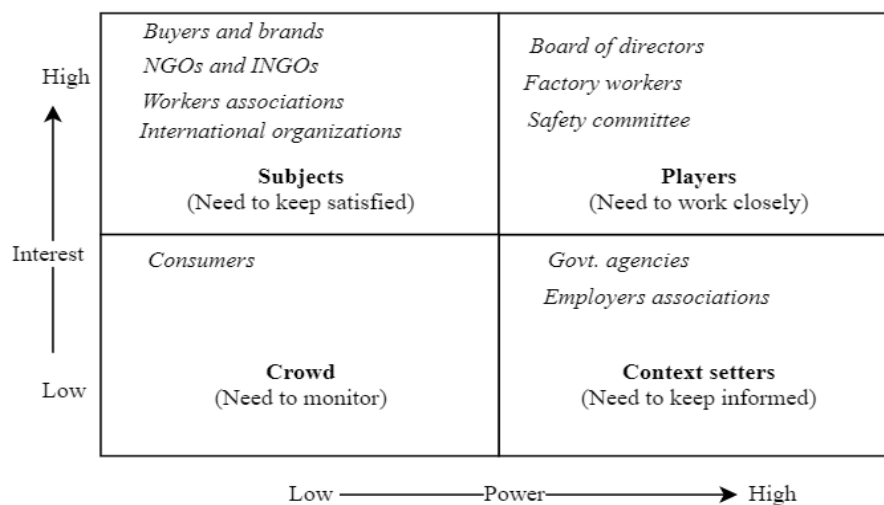 Buyers and brands
NGOs and INGOs
Workers associations
International organizations
Subjects
(Need to keep satisfied)
Board of directors
Factory workers
Safety committee
Players
(Need to work closely)
High
Interest
Low
Consumers
Crowd
(Need to monitor)
Govt. agencies
Employers associations
Context setters
(Need to keep informed)
Low
Power
High